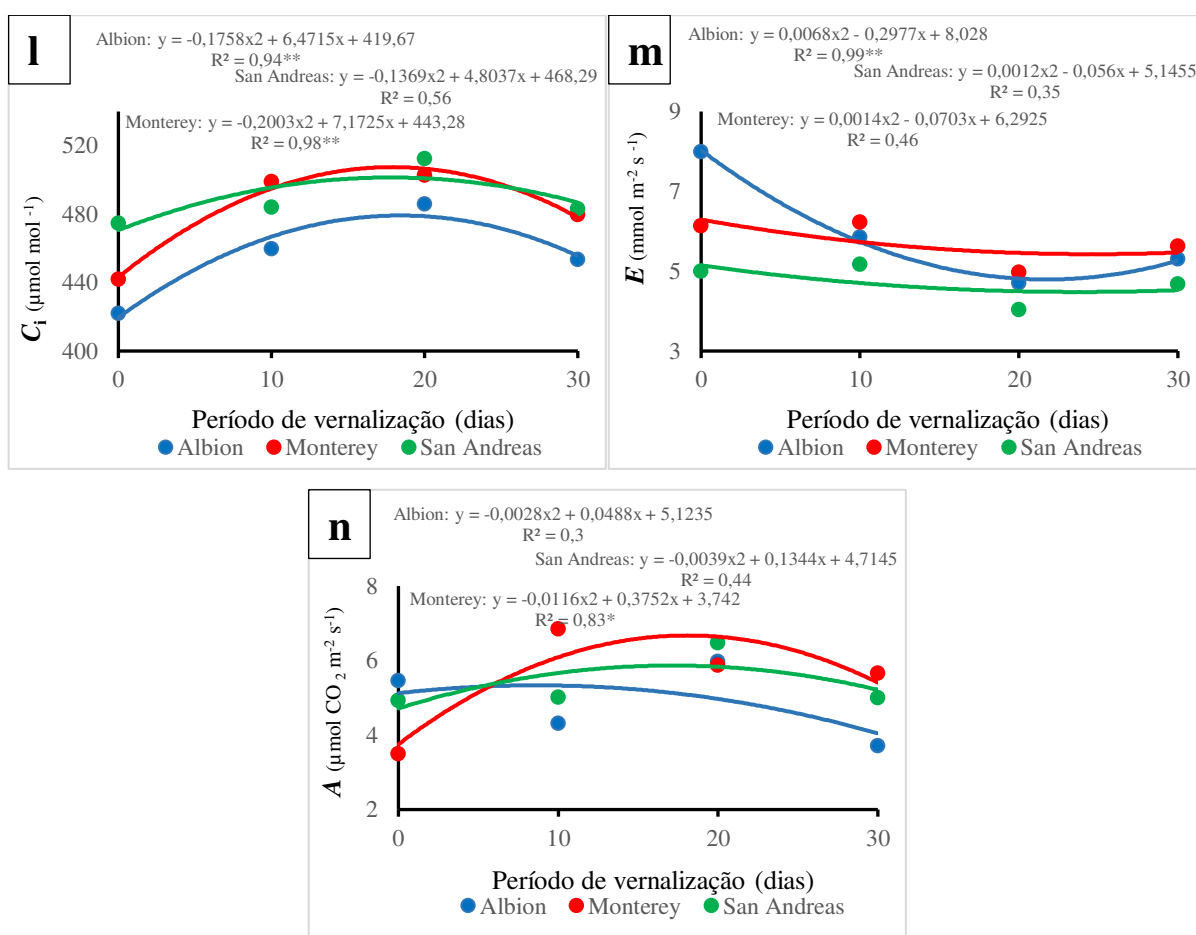 l
Albion: y = -0,1758x2 + 6,4715x + 419,67
R² = 0,94**
San Andreas: y = -0,1369x2 + 4,8037x + 468,29
R² = 0,56
Monterey: y = -0,2003x2 + 7,1725x + 443,28
R² = 0,98**
520
480
440
400
Ci (µmol mol -1)
0 10 20 30
Período de vernalização (dias)
Albion Monterey San Andreas
m
Albion: y = 0,0068x2 - 0,2977x + 8,028
R² = 0,99**
San Andreas: y = 0,0012x2 - 0,056x + 5,1455
R² = 0,35
Monterey: y = 0,0014x2 - 0,0703x + 6,2925
R² = 0,46
9
7
5
3
E (mmol m-2 s-1)
0 10 20 30
Período de vernalização (dias)
Albion Monterey San Andreas
n
Albion: y = -0,0028x2 + 0,0488x + 5,1235
R² = 0,3
San Andreas: y = -0,0039x2 + 0,1344x + 4,7145
R² = 0,44
Monterey: y = -0,0116x2 + 0,3752x + 3,742
R² = 0,83*
8
6
4
2
A (µmol CO2 m-2 s-1)
0 10 20 30
Período de vernalização (dias)
Albion Monterey San Andreas